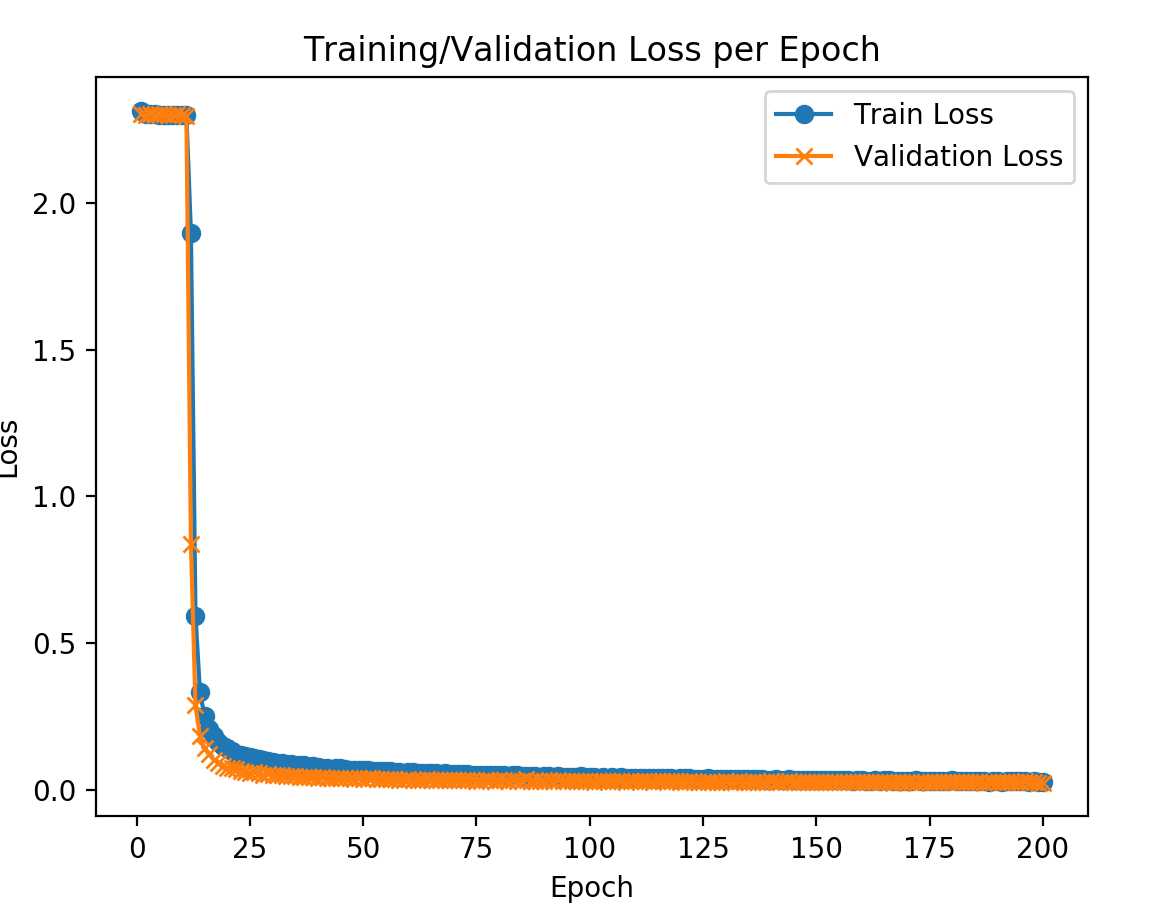 Training/Validation Loss per Epoch
Train Loss
Validation Loss
2.0
1.5
1.0
0.5
0.0
Loss
0 25 50 75 100 125 150 175 200
Epoch